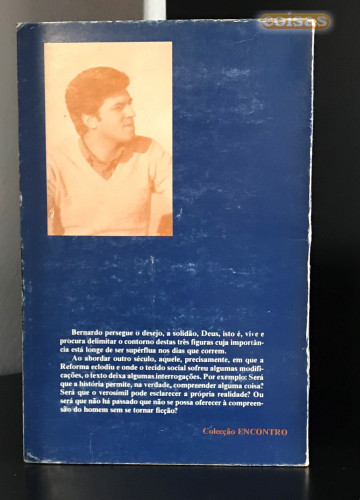 coisas
Bernardo persegue o desejo, a solidão, Deus, isto é, vive e
procura delimitar o contorno destas três figuras cuja importân-
cia está longe de ser supérflua nos dias que correm.
Ao abordar outro século, aquele, precisamente, em que a
Reforma eclodiu e onde o tecido social sofreu algumas modifi-
cações, o texto deixa algumas interrogações. Por exemplo: Será
que a história permite, na verdade, compreender alguma coisa?
Será que o verosímil pode esclarecer a própria realidade? Ou
será que não há passado que não se possa oferecer à compreen-
são do homem sem se tornar ficção?
Colecção ENCONTRO